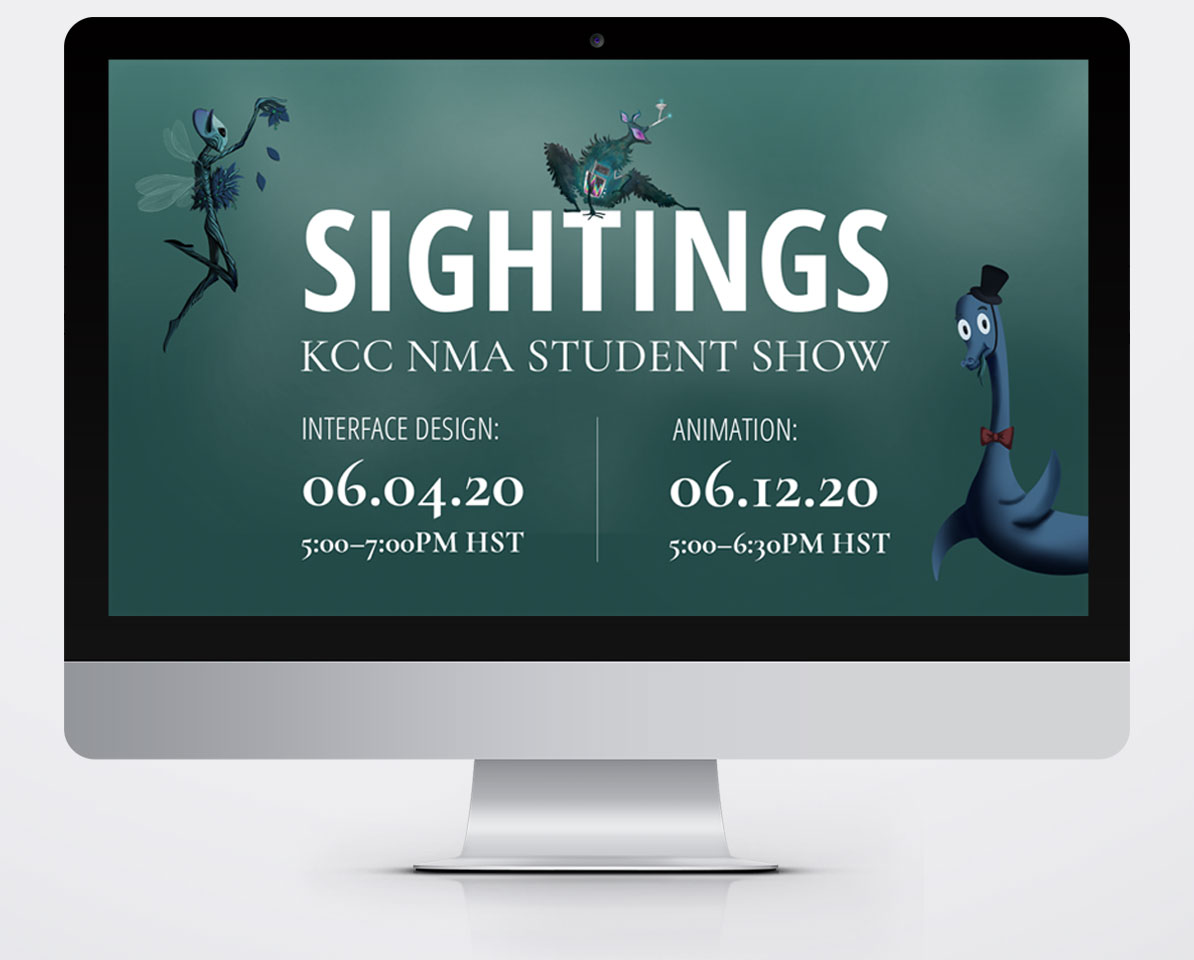 SIGHTINGS
KCC NMA STUDENT SHOW
INTERFACE DESIGN:
06.04.20
5:00–7:00PM HST
ANIMATION:
06.12.20
5:00–6:30PM HST